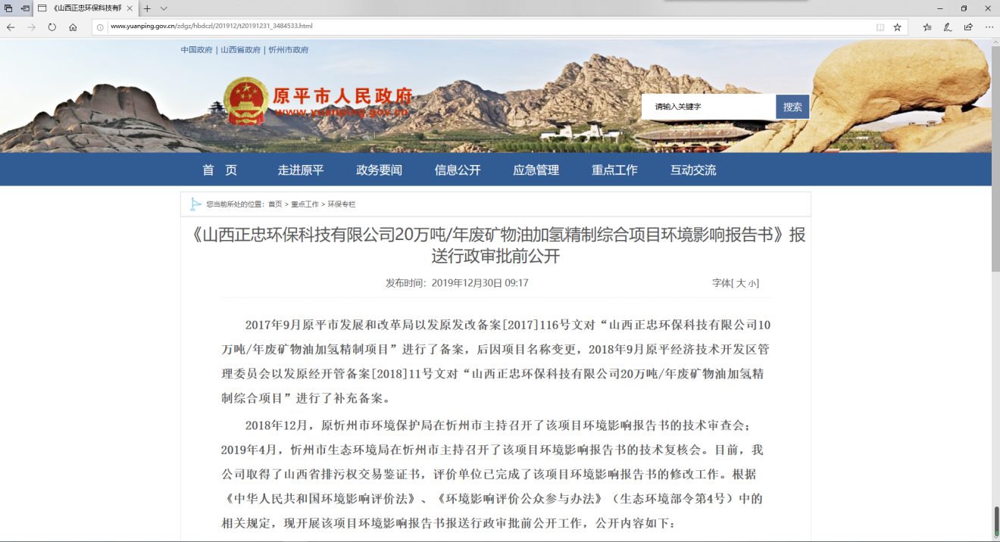 《山西正忠环保科技有限
www.yuanping.gov.cn/zdgz/hbdczl/201912/t20191231_3484533.html
中国政府 | 山西省政府 | 忻州市政府
原平市人民政府
www.yuanping.gov.cn
请输入关键字
搜索
首 页 走进原平 政务要闻 信息公开 应急管理 重点工作 互动交流
您当前所处的位置：首页 > 重点工作 > 环保专栏
《山西正忠环保科技有限公司20万吨/年废矿物油加氢精制综合项目环境影响报告书》报
送行政审批前公开
发布时间：2019年12月30日 09:17
字体[ 大 小]
2017年9月原平市发展和改革局以发原发改备案[2017]116号文对“山西正忠环保科技有限公司10
万吨/年废矿物油加氢精制项目”进行了备案，后因项目名称变更，2018年9月原平经济技术开发区管
理委员会以发原经开管备案[2018]11号文对“山西正忠环保科技有限公司20万吨/年废矿物油加氢精
制综合项目”进行了补充备案。
2018年12月，原忻州市环境保护局在忻州市主持召开了该项目环境影响报告书的技术审查会；
2019年4月，忻州市生态环境局在忻州市主持召开了该项目环境影响报告书的技术复核会。目前，我
公司取得了山西省排污权交易鉴证书，评价单位已完成了该项目环境影响报告书的修改工作。根据
《中华人民共和国环境影响评价法》、《环境影响评价公众参与办法》（生态环境部令第4号）中的
相关规定，现开展该项目环境影响报告书报送行政审批前公开工作，公开内容如下：